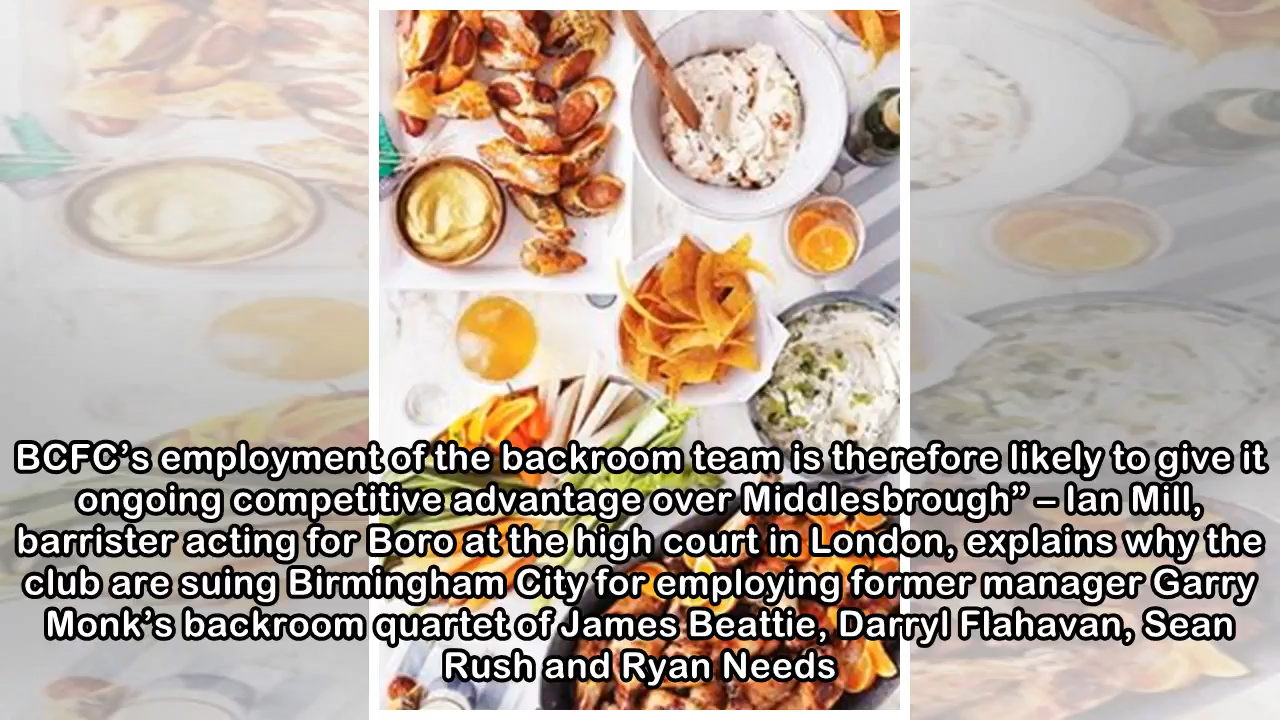 BCFC’s employment of the backroom team is therefore likely to give it
ongoing competitive advantage over Middlesbrough” – Ian Mill,
barrister acting for Boro at the high court in London, explains why the
club are suing Birmingham City for employing former manager Garry
Monk’s backroom quartet of James Beattie, Darryl Flahavan, Sean
Rush and Ryan Needs